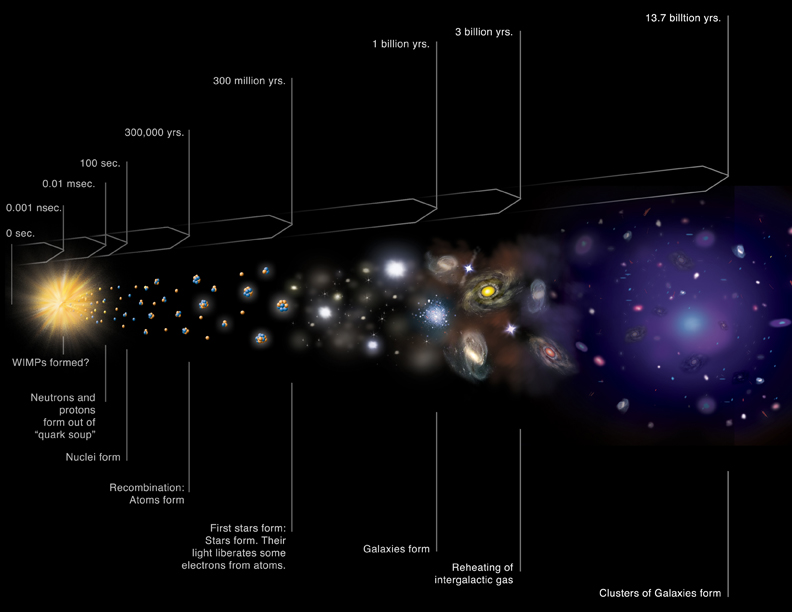 13.7 billtion yrs.
3 billion yrs.
1 billion yrs.
300 million yrs.
300,000 yrs.
100 sec.
0.01 msec.
0.001 nsec.
0 sec.
WIMPs formed?
Neutrons and
protons
form out of
“quark soup”
Nuclei form
Recombination:
Atoms form
First stars form:
Stars form. Their
light liberates some
electrons from atoms.
Galaxies form
Reheating of
intergalactic gas
Clusters of Galaxies form